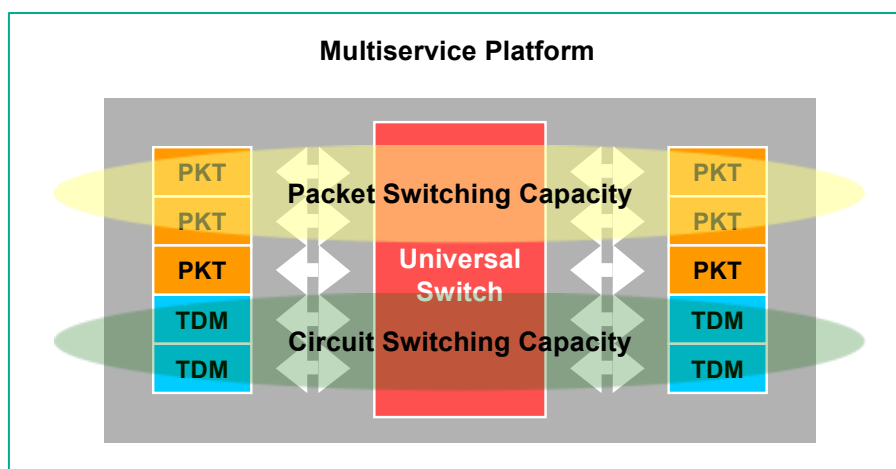 Multiservice Platform
PKT
PKT
Packet Switching Capacity
PKT
PKT
PKT
Universal
Switch
PKT
TDM
TDM
Circuit Switching Capacity
TDM
TDM